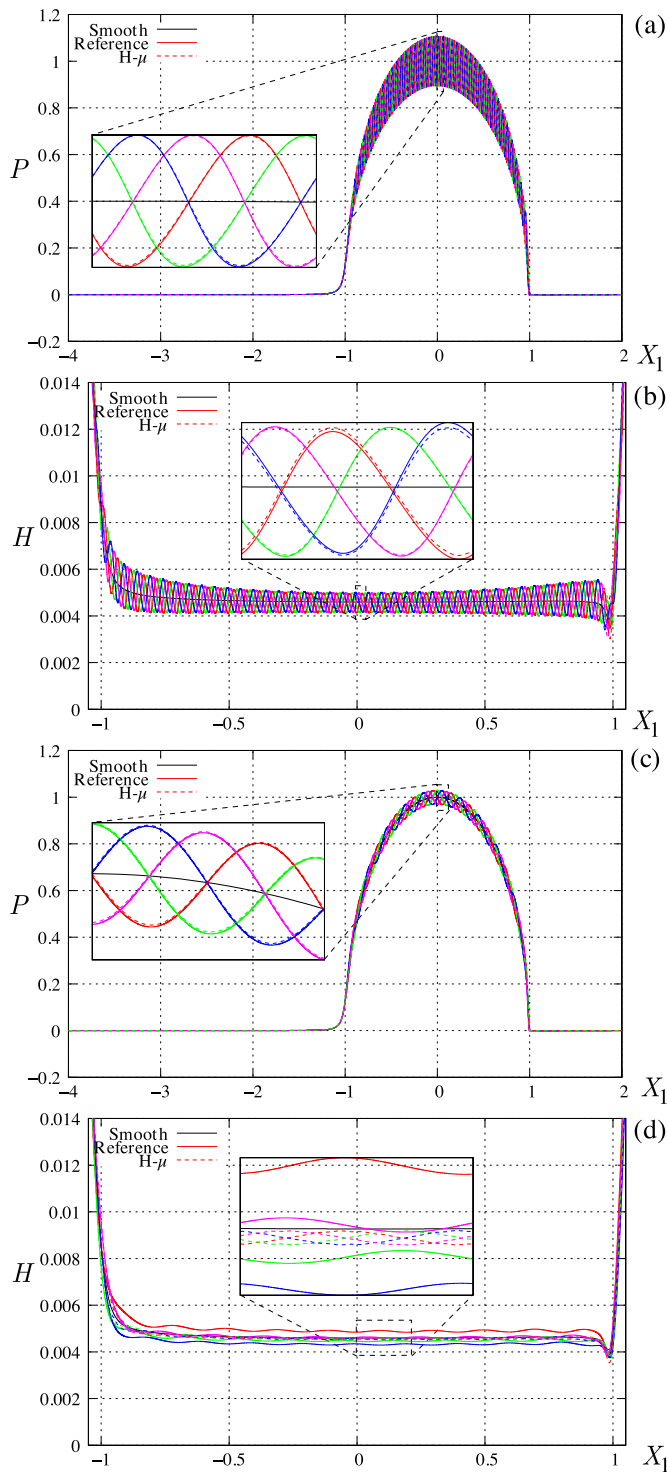 (a)
Smooth
Reference
H-μ
P
1.2
1
0.8
0.6
0.4
0.2
0
−0.2
−4
−3
−2
−1
0
1
2
X1
(b)
Smooth
Reference
H-μ
H
0.014
0.012
0.01
0.008
0.006
0.004
0.002
0
−1
−0.5
0
0.5
1
X1
(c)
Smooth
Reference
H-μ
P
1.2
1
0.8
0.6
0.4
0.2
0
−0.2
−4
−3
−2
−1
0
1
2
X1
(d)
Smooth
Reference
H-μ
H
0.014
0.012
0.01
0.008
0.006
0.004
0.002
0
−1
−0.5
0
0.5
1
X1